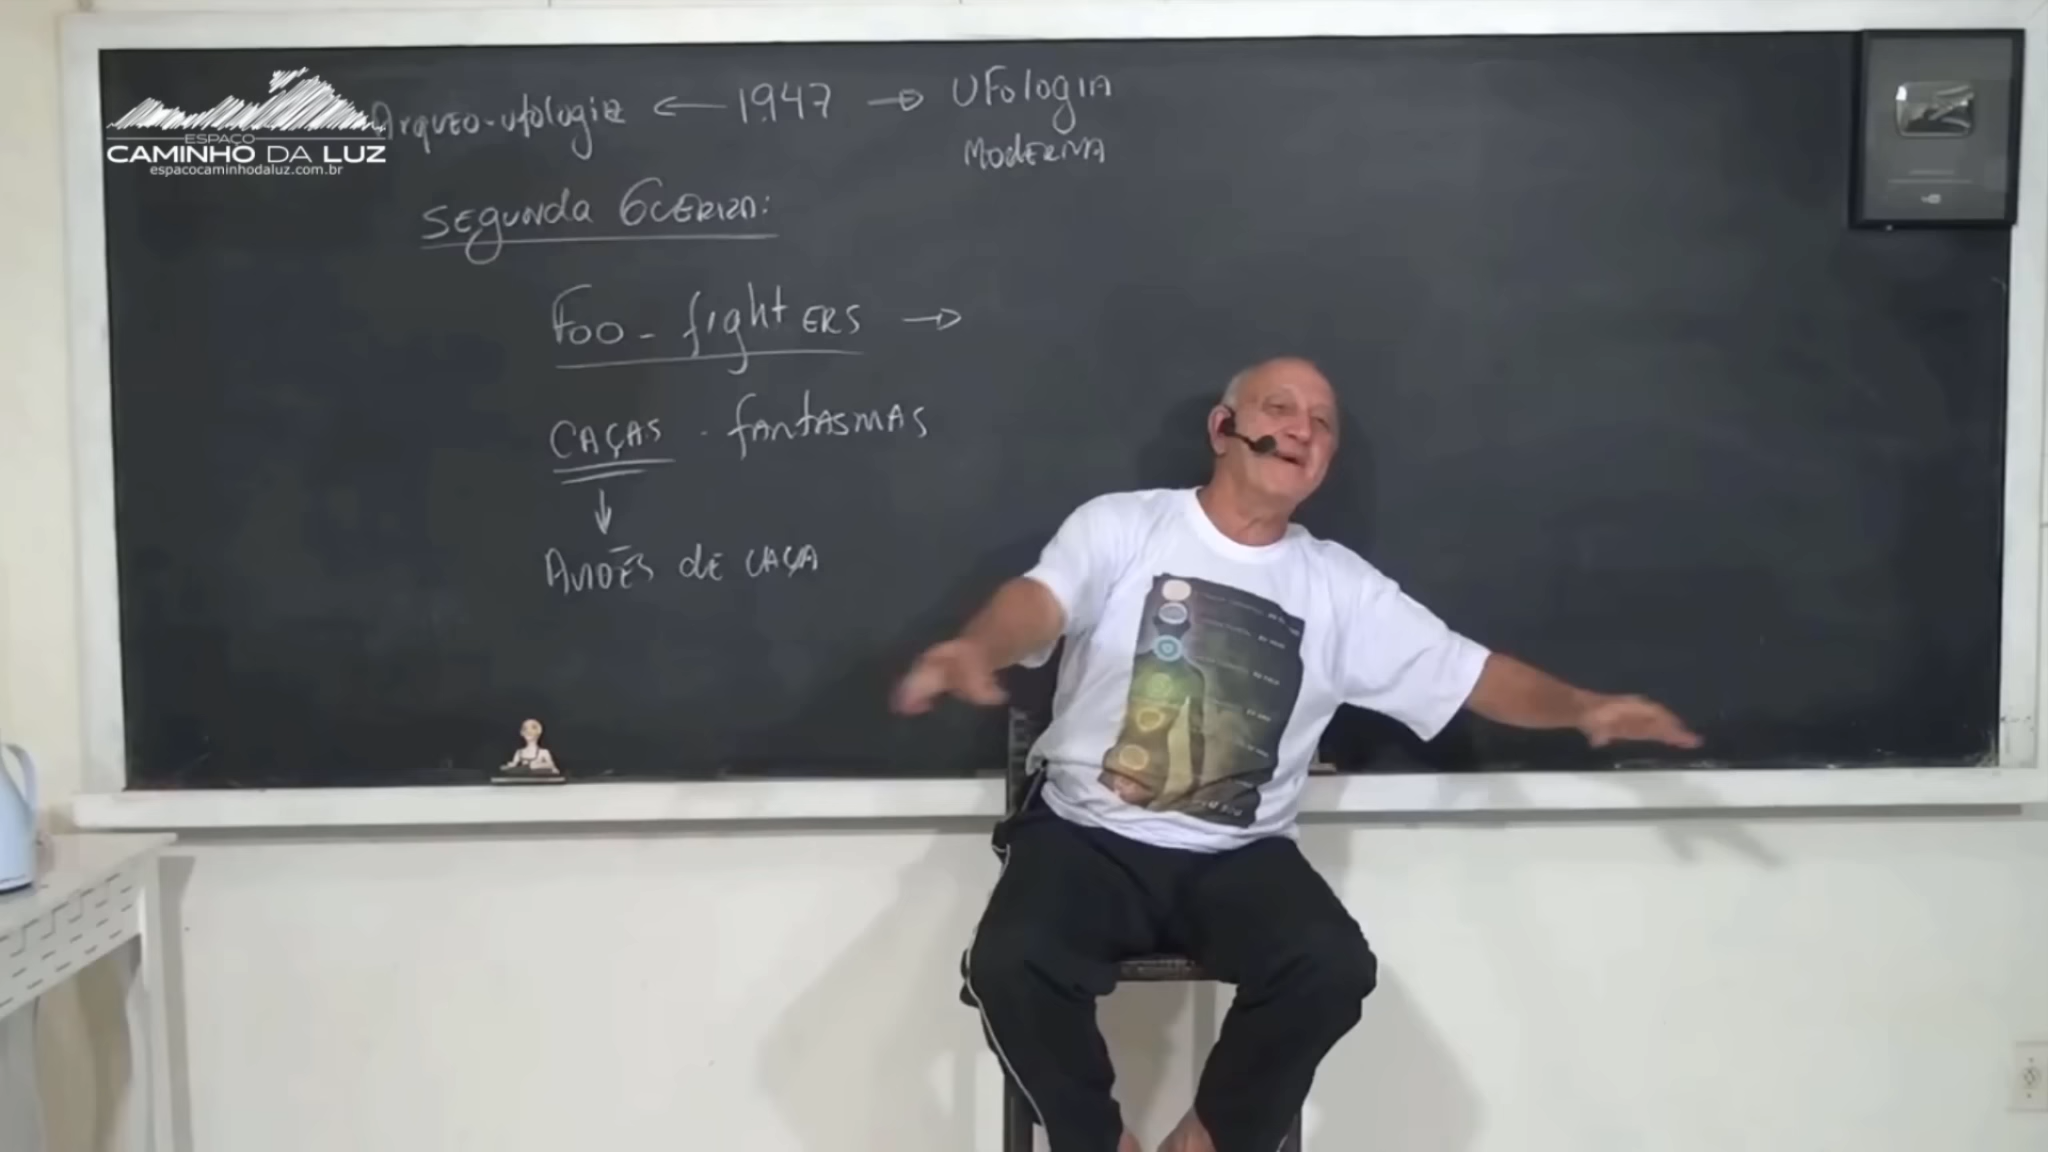 ESPAÇO
CAMINHO DA LUZ
espacocaminhodaluz.com.br
Arqueo-ufologia ← 1947 → UFologIA
ModERNA
SEgUNda GUERRA:
Foo - fightERS →
CAÇAS - fANtASMAS
↓
AviÕES dE CAÇA